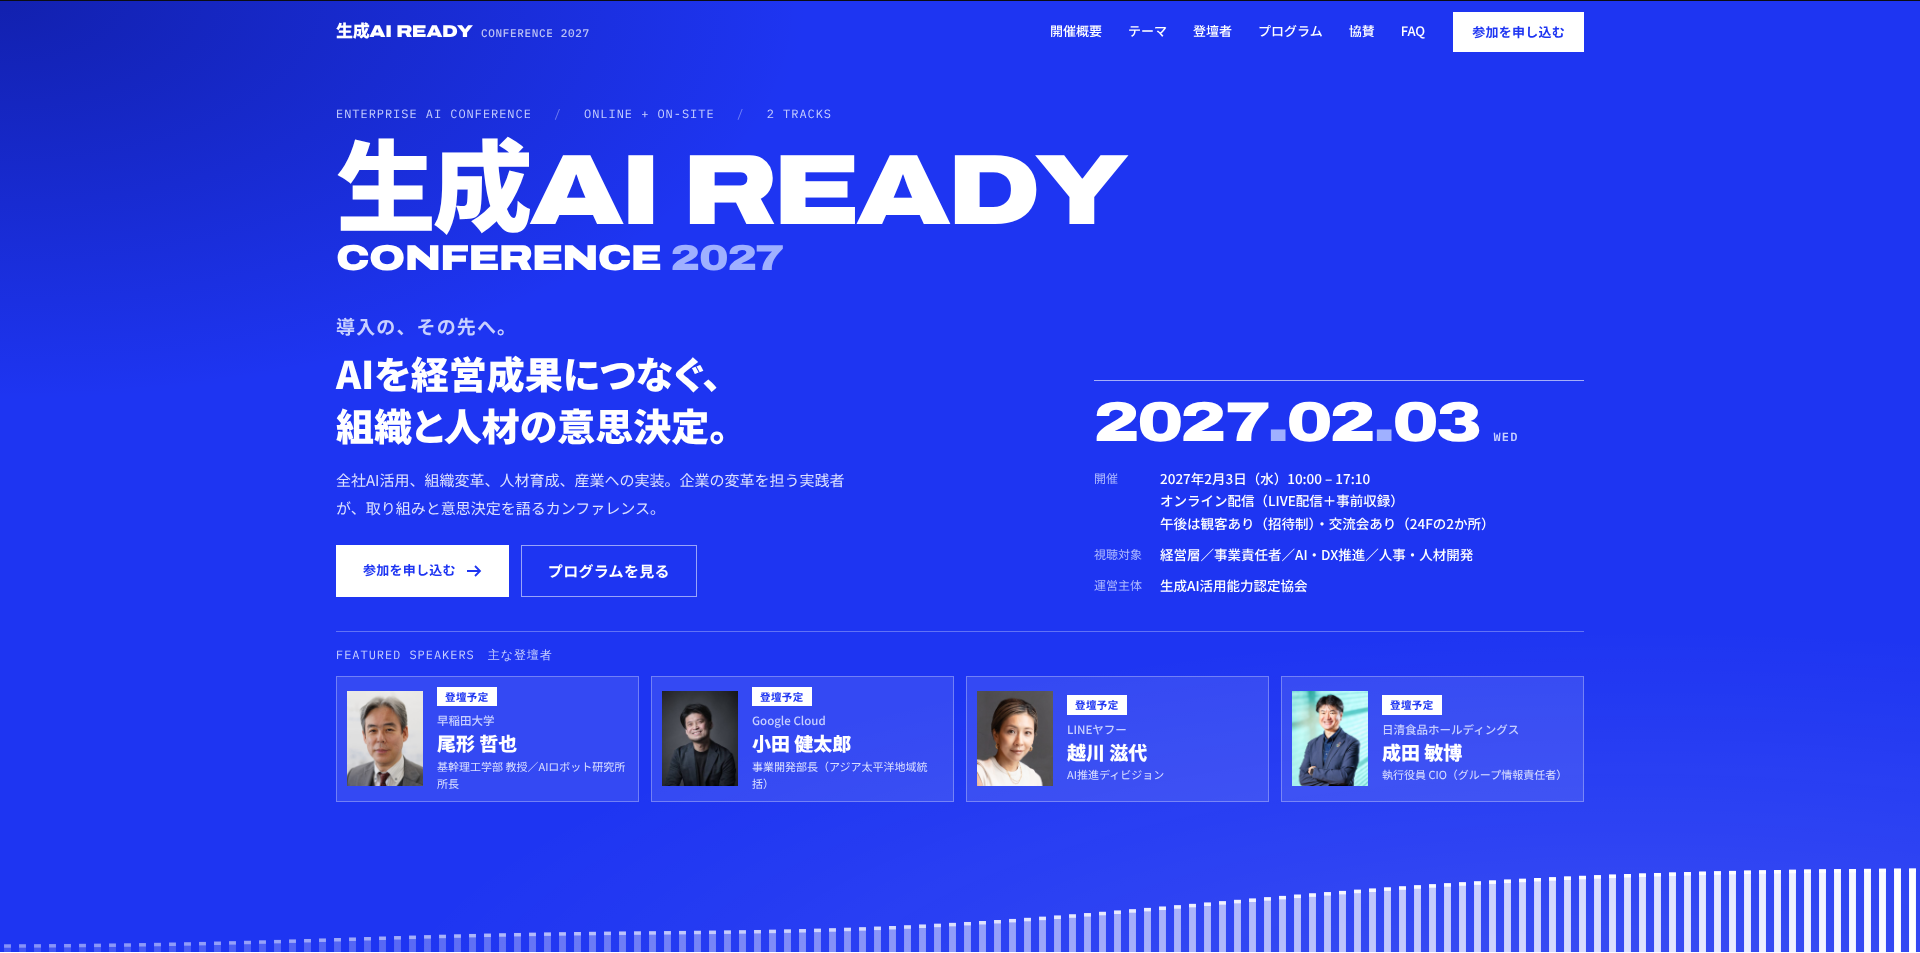 生成AI READY CONFERENCE 2027
開催概要 テーマ 登壇者 プログラム 協賛 FAQ 参加を申し込む
ENTERPRISE AI CONFERENCE / ONLINE + ON-SITE / 2 TRACKS
生成AI READY
CONFERENCE 2027
導入の、その先へ。
AIを経営成果につなぐ、
組織と人材の意思決定。
全社AI活用、組織変革、人材育成、産業への実装。企業の変革を担う実践者
が、取り組みと意思決定を語るカンファレンス。
参加を申し込む →
プログラムを見る
2027.02.03 WED
開催 2027年2月3日（水）10:00 – 17:10
オンライン配信（LIVE配信＋事前収録）
午後は観客あり（招待制）・交流会あり（24Fの2か所）
視聴対象 経営層／事業責任者／AI・DX推進／人事・人材開発
運営主体 生成AI活用能力認定協会
FEATURED SPEAKERS 主な登壇者
登壇予定
早稲田大学
尾形 哲也
基幹理工学部 教授／AIロボット研究所
所長
登壇予定
Google Cloud
小田 健太郎
事業開発部長（アジア太平洋地域統
括）
登壇予定
LINEヤフー
越川 滋代
AI推進ディビジョン
登壇予定
日清食品ホールディングス
成田 敏博
執行役員 CIO（グループ情報責任者）